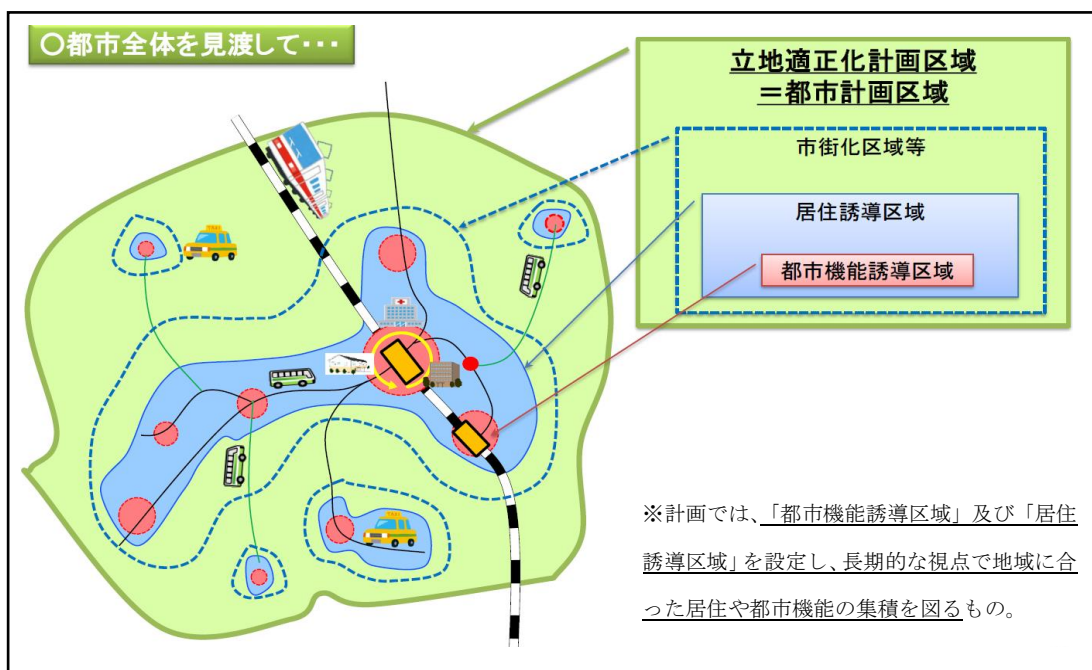 ○都市全体を見渡して・・・
立地適正化計画区域
＝都市計画区域
市街化区域等
居住誘導区域
都市機能誘導区域
※計画では、「都市機能誘導区域」及び「居住
誘導区域」を設定し、長期的な視点で地域に合
った居住や都市機能の集積を図るもの。